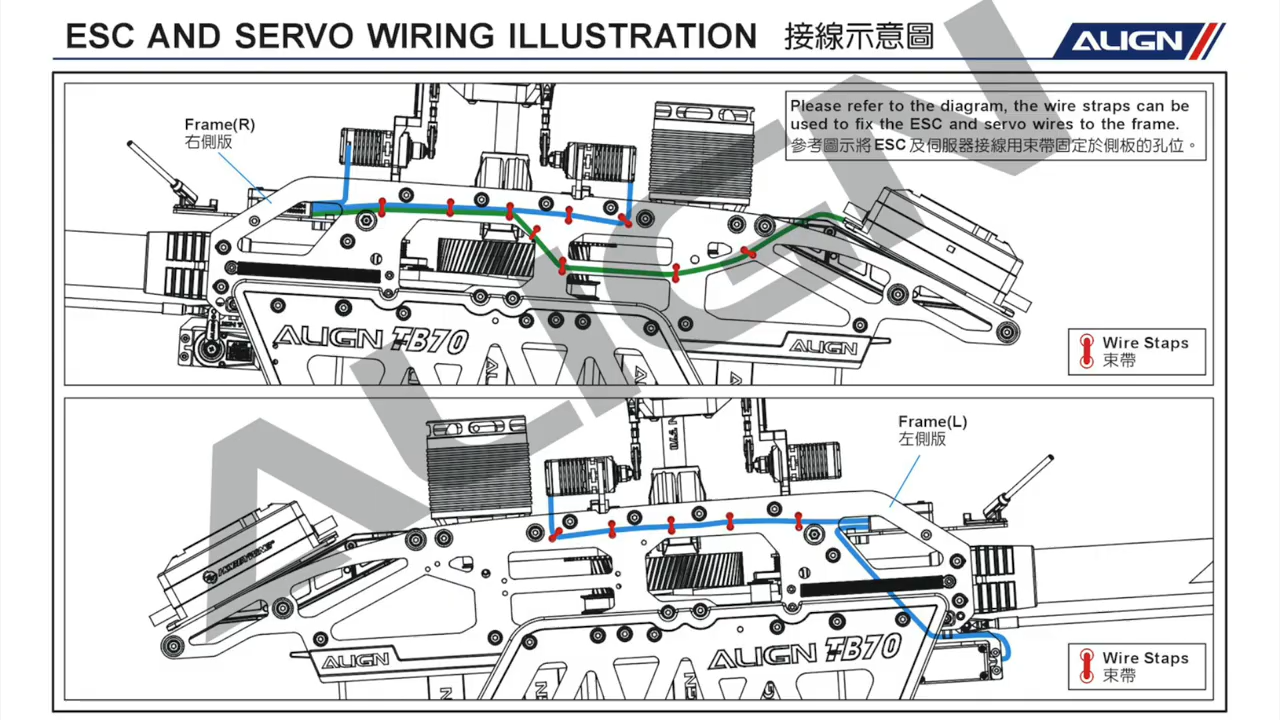 ESC AND SERVO WIRING ILLUSTRATION 接線示意圖
ALIGN
Please refer to the diagram, the wire straps can be
used to fix the ESC and servo wires to the frame.
參考圖示將ESC及伺服器接線用束帶固定於側板的孔位。
Frame(R)
右側版
ALIGN TB70
ALIGN
Wire Staps
束帶
ALIGN
Frame(L)
左側版
ALIGN
ALIGN TB70
Wire Staps
束帶